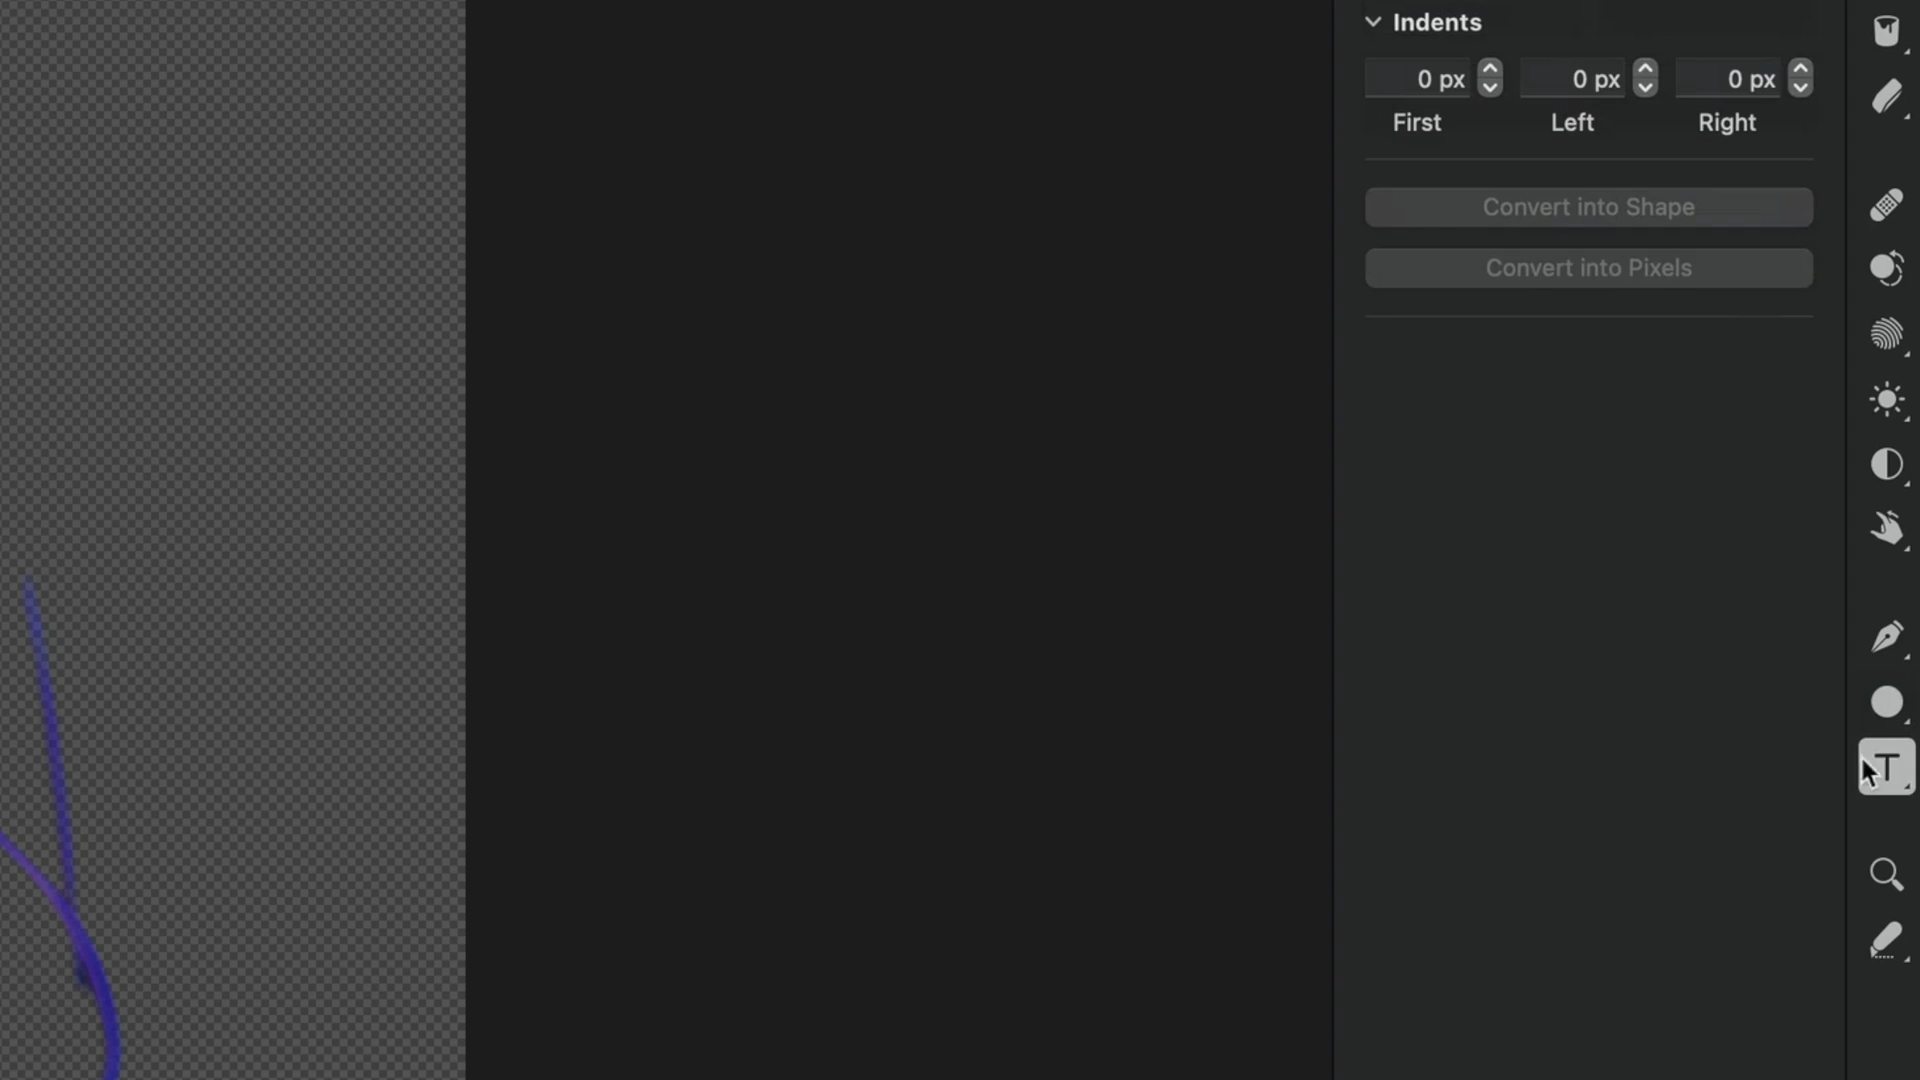 Indents
0 px 0 px 0 px
First Left Right
Convert into Shape
Convert into Pixels
T